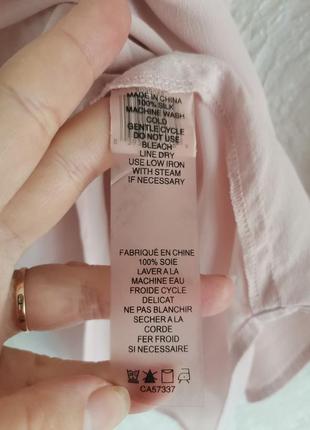 MADE IN CHINA
100% SILK
MACHINE WASH
COLD
GENTLE CYCLE
DO NOT USE
BLEACH
LINE DRY
USE LOW IRON
WITH STEAM
IF NECESSARY
FABRIQUÉ EN CHINE
100% SOIE
LAVER A LA
MACHINE EAU
FROIDE CYCLE
DELICAT
NE PAS BLANCHIR
SECHER A LA
CORDE
FER FROID
SI NECESSAIRE
CA57337